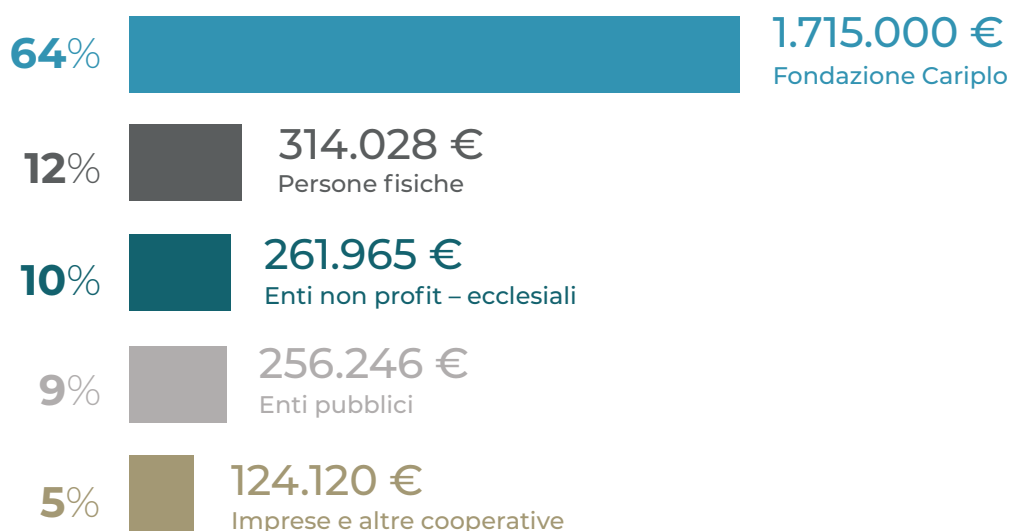 64%
1.715.000 €
Fondazione Cariplo
12%
314.028 €
Persone fisiche
10%
261.965 €
Enti non profit – ecclesiali
9%
256.246 €
Enti pubblici
5%
124.120 €
Imprese e altre cooperative